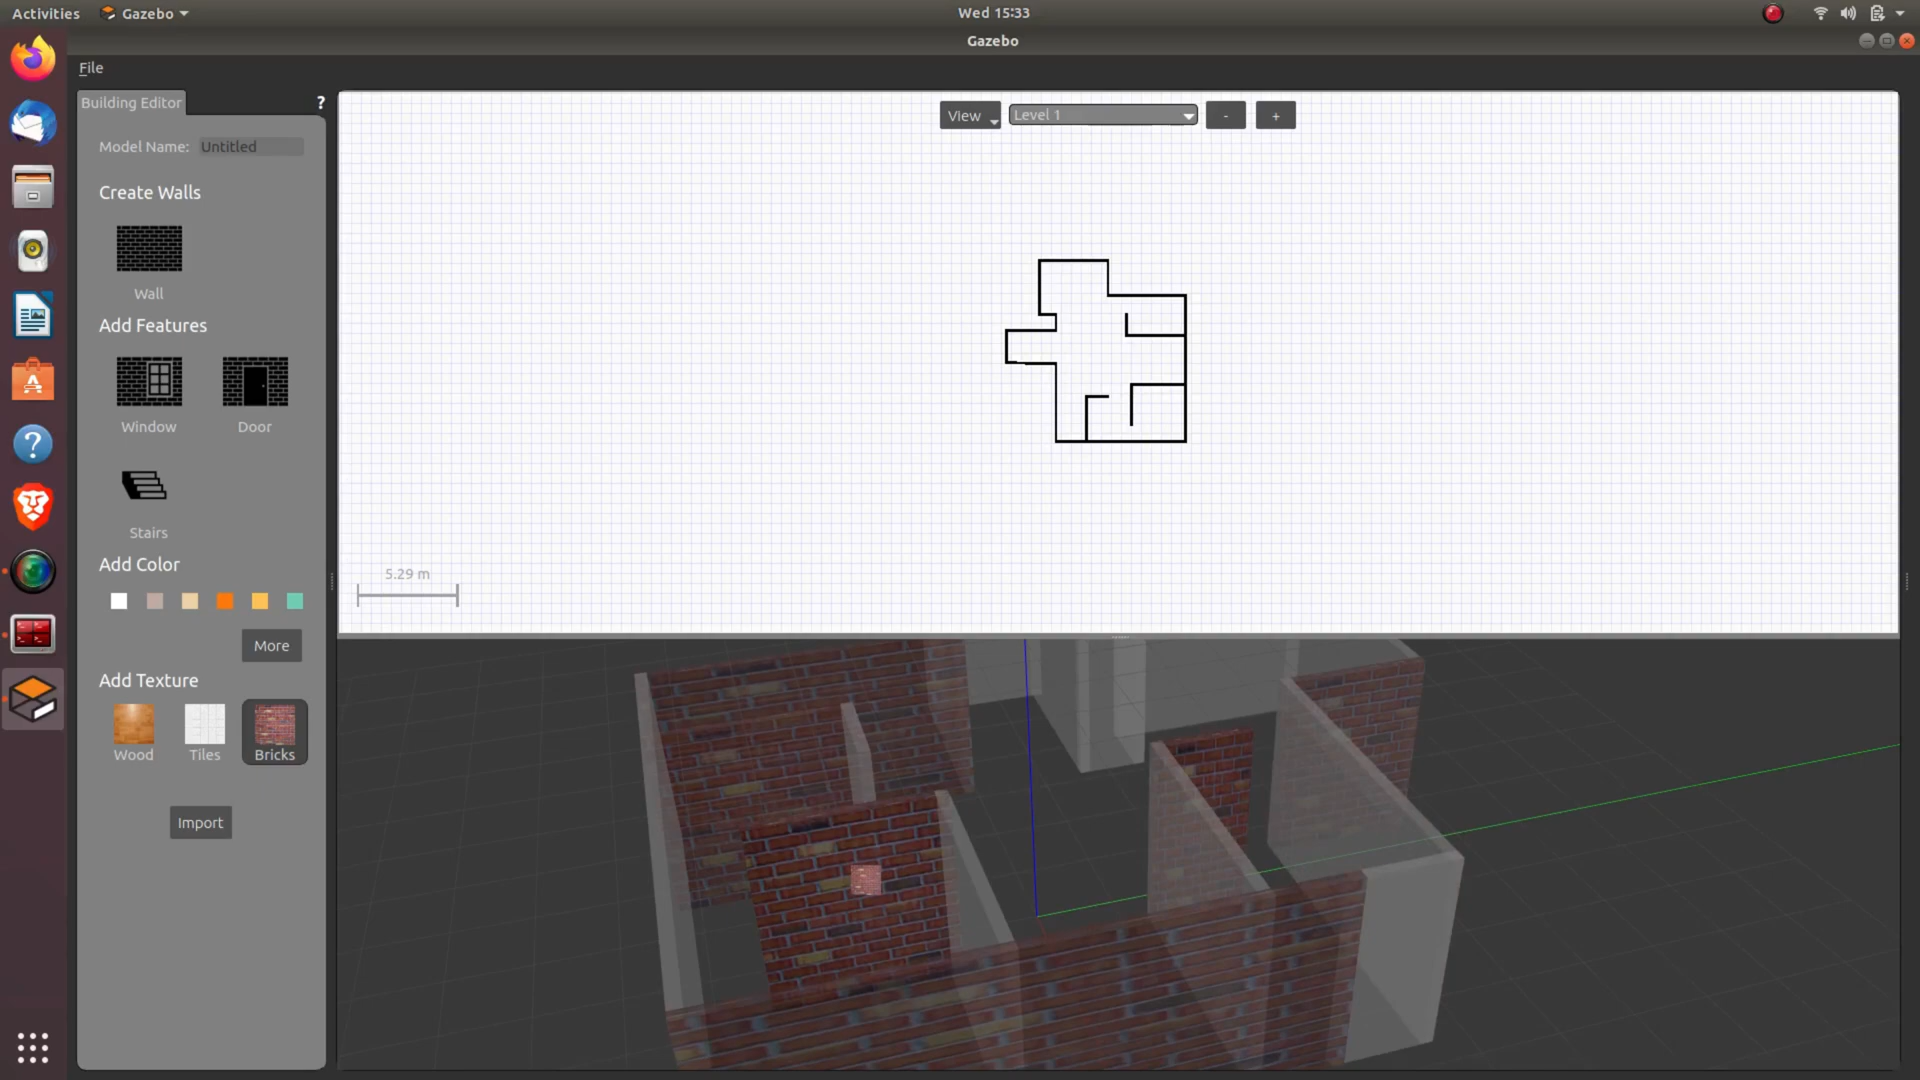 Activities
Gazebo
Wed 15:33
Gazebo
File
Building Editor
?
Model Name: Untitled
Create Walls
Wall
Add Features
Window
Door
Stairs
Add Color
More
Add Texture
Wood
Tiles
Bricks
Import
View
Level 1
-
+
5.29 m